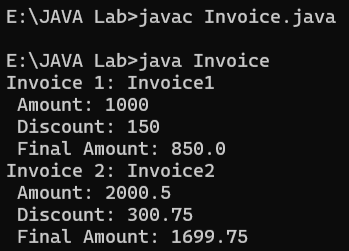 E:\JAVA Lab>javac Invoice.java
E:\JAVA Lab>java Invoice
Invoice 1: Invoice1
 Amount: 1000
 Discount: 150
 Final Amount: 850.0
Invoice 2: Invoice2
 Amount: 2000.5
 Discount: 300.75
 Final Amount: 1699.75